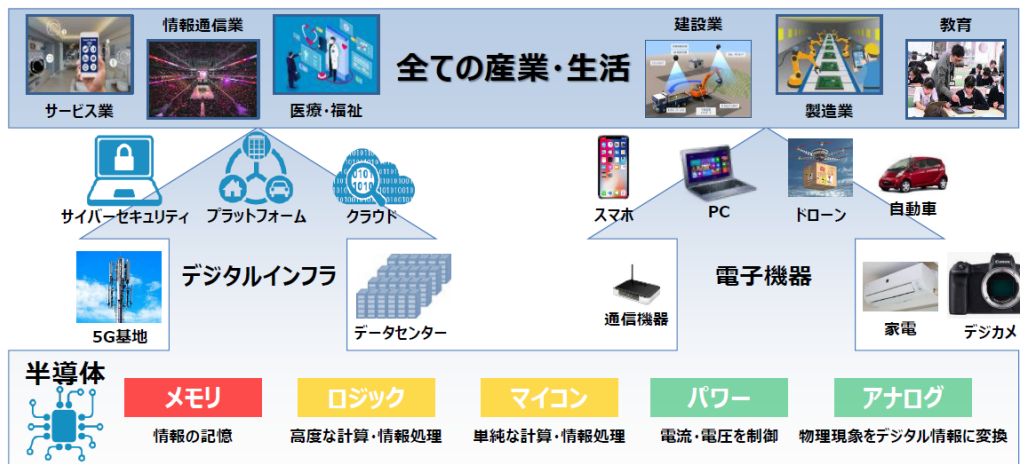 情報通信業
建設業
教育
全ての産業・生活
サービス業
医療・福祉
製造業
サイバーセキュリティ
プラットフォーム
クラウド
スマホ
PC
ドローン
自動車
デジタルインフラ
電子機器
5G基地
データセンター
通信機器
家電
デジカメ
半導体
メモリ
ロジック
マイコン
パワー
アナログ
情報の記憶
高度な計算・情報処理
単純な計算・情報処理
電流・電圧を制御
物理現象をデジタル情報に変換